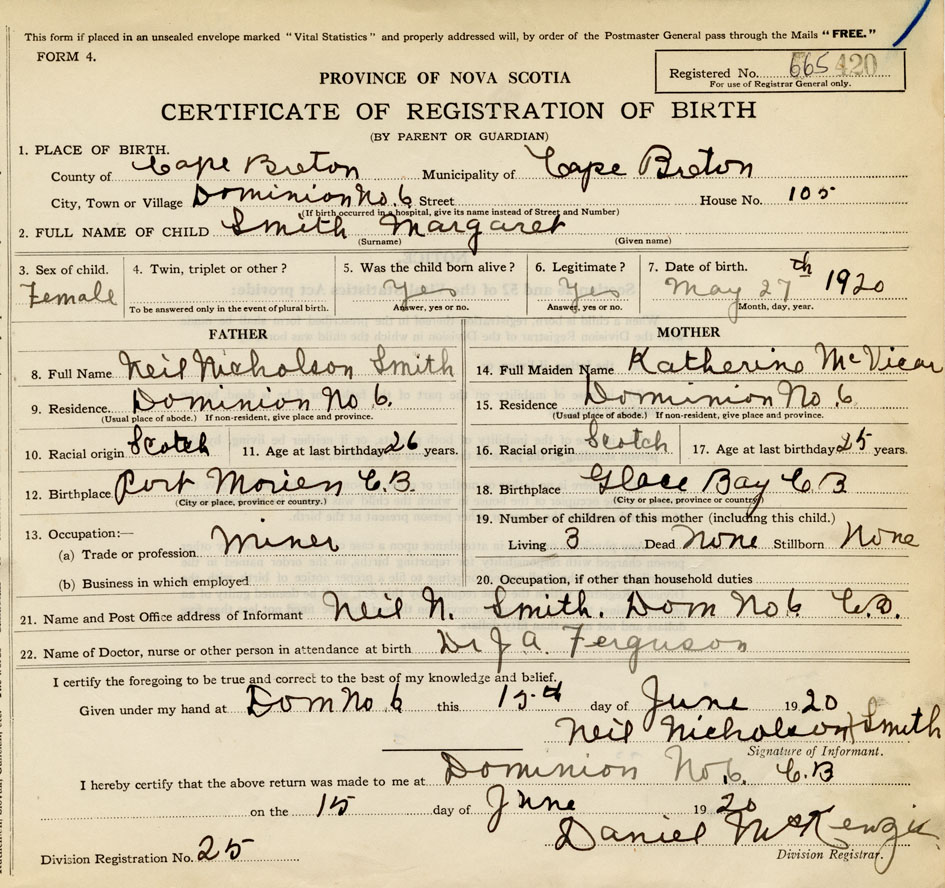 This form if placed in an unsealed envelope marked "Vital Statistics" and properly addressed will, by order of the Postmaster General pass through the Mails "FREE."
FORM 4.
Registered No. 665 420
For use of Registrar General only.
PROVINCE OF NOVA SCOTIA
CERTIFICATE OF REGISTRATION OF BIRTH
(BY PARENT OR GUARDIAN)
1. PLACE OF BIRTH.
County of Cape Breton Municipality of Cape Breton
City, Town or Village Dominion No. 6 Street House No. 105
(If birth occurred in a hospital, give its name instead of Street and Number)
2. FULL NAME OF CHILD Smith Margaret
(Surname) (Given name)
3. Sex of child. 4. Twin, triplet or other? 5. Was the child born alive? 6. Legitimate? 7. Date of birth.
Female Yes Yes May 27th 1920
To be answered only in the event of plural birth. Answer, yes or no. Answer, yes or no. Month, day, year.
FATHER MOTHER
8. Full Name Neil Nicholson Smith 14. Full Maiden Name Katherine McVicar
9. Residence. Dominion No 6. 15. Residence Dominion No 6
(Usual place of abode.) If non-resident, give place and province. (Usual place of abode.) If non-resident, give place and province.
10. Racial origin Scotch 11. Age at last birthday 26 years. 16. Racial origin Scotch 17. Age at last birthday 25 years.
12. Birthplace Port Morien C.B. 18. Birthplace Glace Bay C B
(City or place, province or country.) (City or place, province or country)
13. Occupation:— 19. Number of children of this mother (including this child.)
(a) Trade or profession Miner Living 3 Dead None Stillborn None
(b) Business in which employed 20. Occupation, if other than household duties
21. Name and Post Office address of Informant Neil N. Smith. Dom No 6 C.B.
22. Name of Doctor, nurse or other person in attendance at birth Dr J A. Ferguson
I certify the foregoing to be true and correct to the best of my knowledge and belief.
Given under my hand at Dom No 6 this 15th day of June 1920
Neil Nicholson Smith
Signature of Informant.
I hereby certify that the above return was made to me at Dominion No 6. C.B
on the 15 day of June 1920
Daniel McKenzie
Division Registrar.
Division Registration No. 25